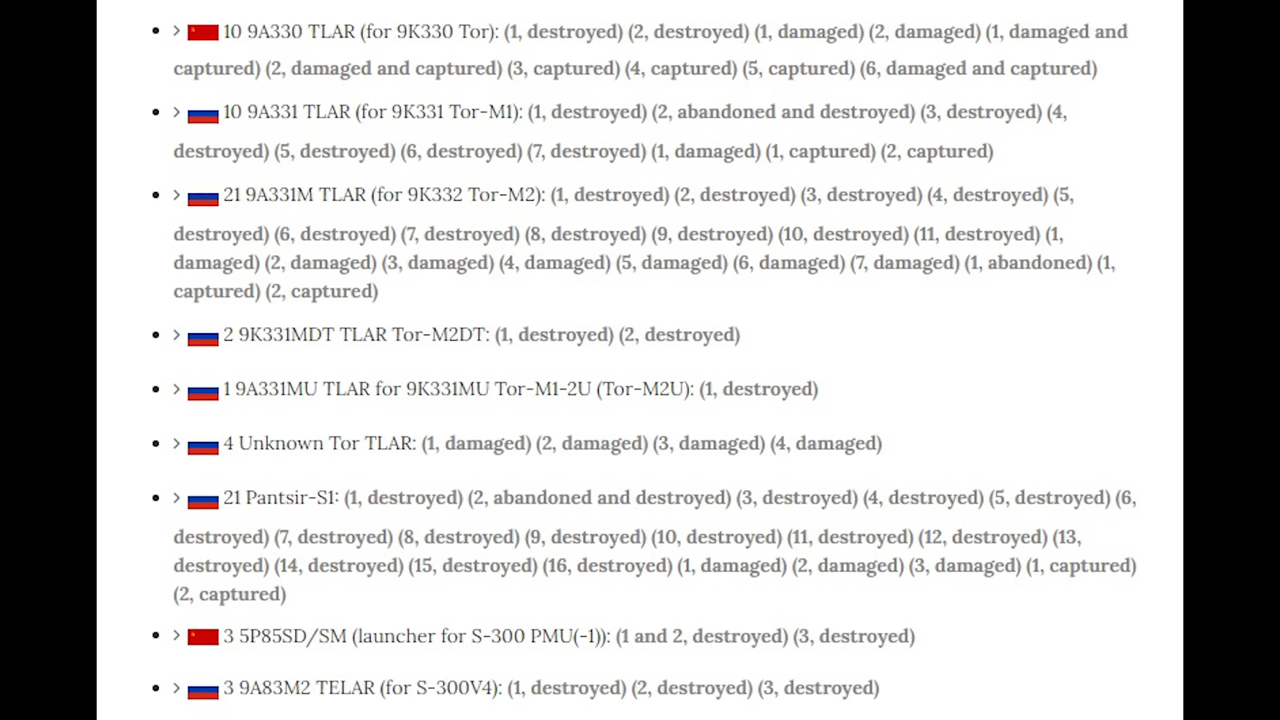 > 10 9A330 TLAR (for 9K330 Tor): (1, destroyed) (2, destroyed) (1, damaged) (2, damaged) (1, damaged and
captured) (2, damaged and captured) (3, captured) (4, captured) (5, captured) (6, damaged and captured)
> 10 9A331 TLAR (for 9K331 Tor-M1): (1, destroyed) (2, abandoned and destroyed) (3, destroyed) (4,
destroyed) (5, destroyed) (6, destroyed) (7, destroyed) (1, damaged) (1, captured) (2, captured)
> 21 9A331M TLAR (for 9K332 Tor-M2): (1, destroyed) (2, destroyed) (3, destroyed) (4, destroyed) (5,
destroyed) (6, destroyed) (7, destroyed) (8, destroyed) (9, destroyed) (10, destroyed) (11, destroyed) (1,
damaged) (2, damaged) (3, damaged) (4, damaged) (5, damaged) (6, damaged) (7, damaged) (1, abandoned) (1,
captured) (2, captured)
> 2 9K331MDT TLAR Tor-M2DT: (1, destroyed) (2, destroyed)
> 1 9A331MU TLAR for 9K331MU Tor-M1-2U (Tor-M2U): (1, destroyed)
> 4 Unknown Tor TLAR: (1, damaged) (2, damaged) (3, damaged) (4, damaged)
> 21 Pantsir-S1: (1, destroyed) (2, abandoned and destroyed) (3, destroyed) (4, destroyed) (5, destroyed) (6,
destroyed) (7, destroyed) (8, destroyed) (9, destroyed) (10, destroyed) (11, destroyed) (12, destroyed) (13,
destroyed) (14, destroyed) (15, destroyed) (16, destroyed) (1, damaged) (2, damaged) (3, damaged) (1, captured)
(2, captured)
> 3 5P85SD/SM (launcher for S-300 PMU(-1)): (1 and 2, destroyed) (3, destroyed)
> 3 9A83M2 TELAR (for S-300V4): (1, destroyed) (2, destroyed) (3, destroyed)